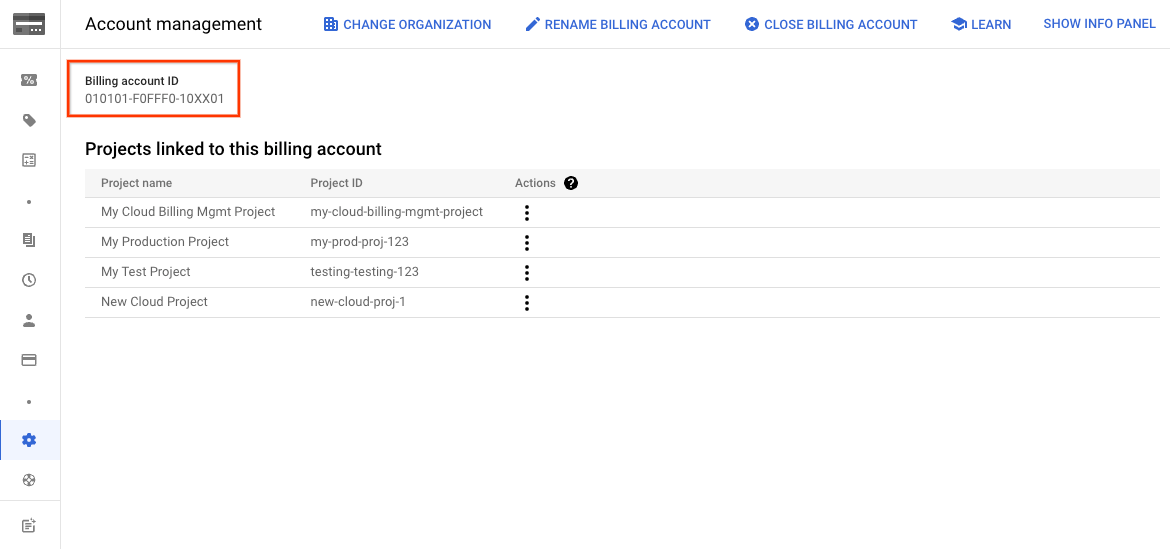 Account management
CHANGE ORGANIZATION
RENAME BILLING ACCOUNT
CLOSE BILLING ACCOUNT
LEARN
SHOW INFO PANEL
Billing account ID
010101-F0FFF0-10XX01
Projects linked to this billing account
Project name Project ID Actions
My Cloud Billing Mgmt Project my-cloud-billing-mgmt-project
My Production Project my-prod-proj-123
My Test Project testing-testing-123
New Cloud Project new-cloud-proj-1